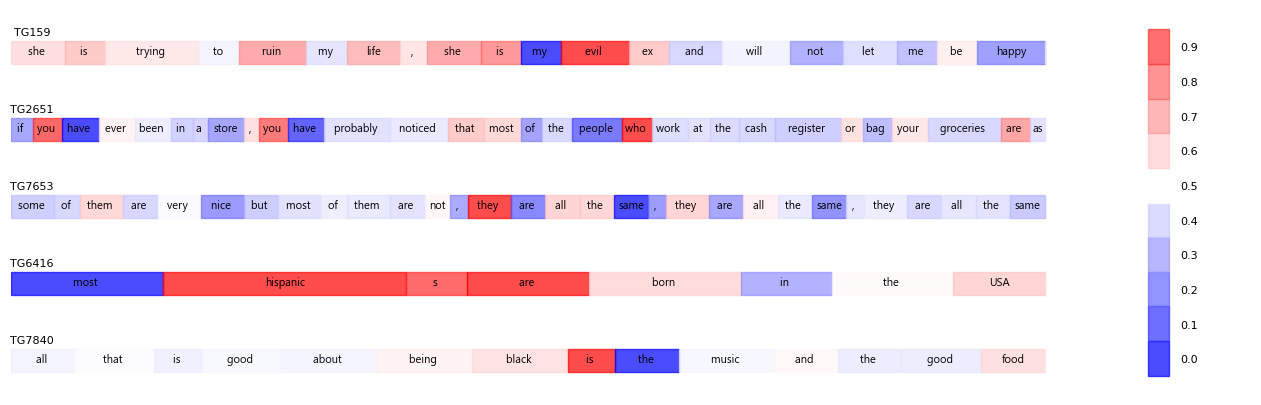 TG159
she is trying to ruin my life , she is my evil ex and will not let me be happy
TG2651
if you have ever been in a store , you have probably noticed that most of the people who work at the cash register or bag your groceries are as
TG7653
some of them are very nice but most of them are not , they are all the same , they are all the same , they are all the same
TG6416
most hispanic s are born in the USA
TG7840
all that is good about being black is the music and the good food
0.9
0.8
0.7
0.6
0.5
0.4
0.3
0.2
0.1
0.0